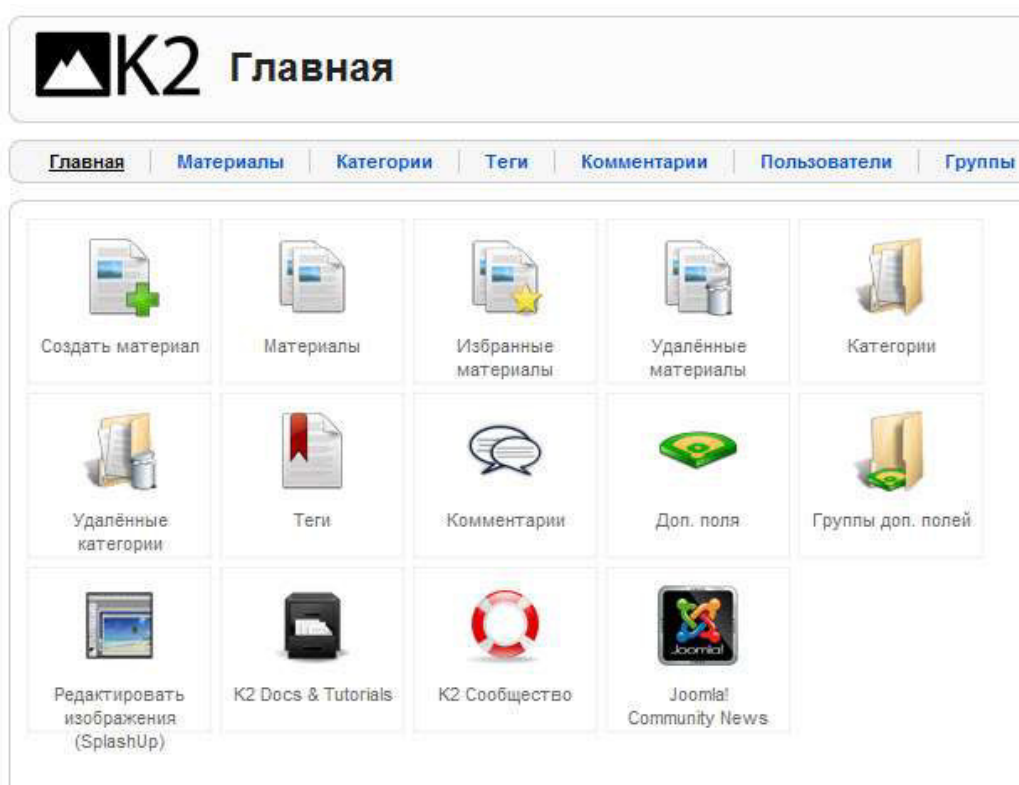 K2 Главная
Главная Материалы Категории Теги Комментарии Пользователи Группы
Создать материал
Материалы
Избранные
материалы
Удалённые
материалы
Категории
Удалённые
категории
Теги
Комментарии
Доп. поля
Группы доп. полей
Редактировать
изображения
(SplashUp)
K2 Docs & Tutorials
K2 Сообщество
Joomla!
Joomla!
Community News